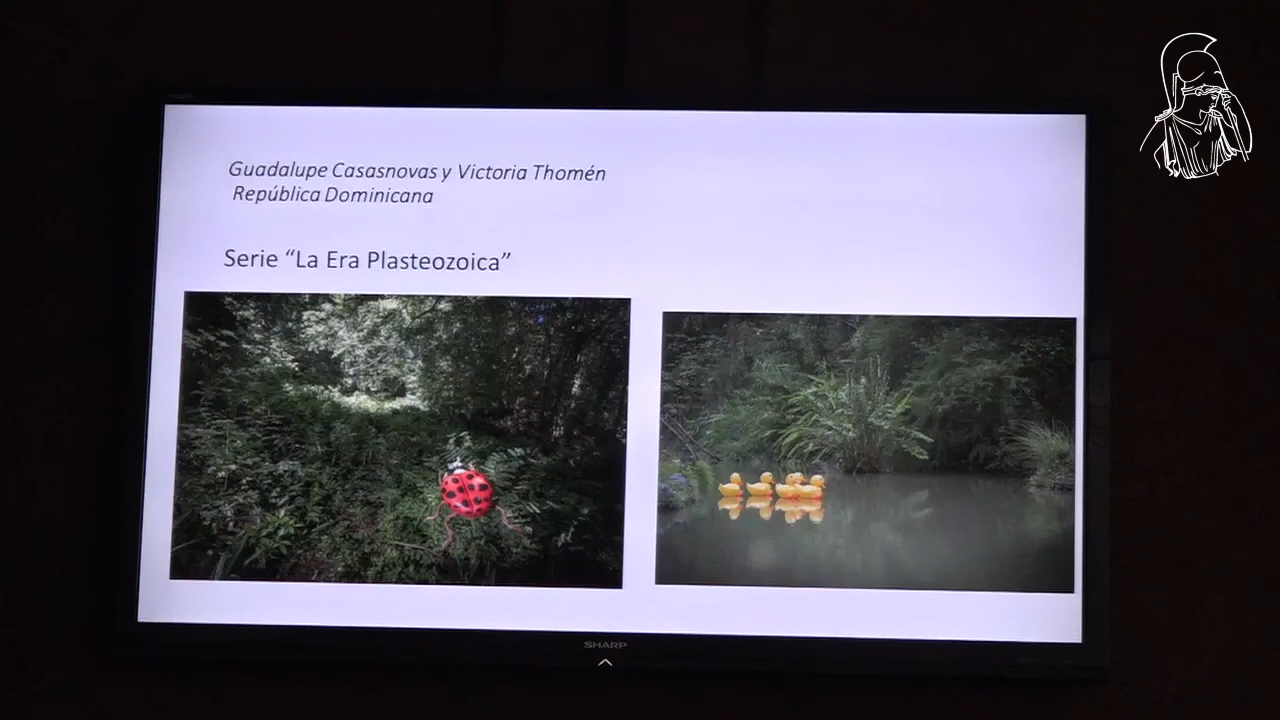 Guadalupe Casasnovas y Victoria Thomén
República Dominicana
Serie “La Era Plasteozoica”
SHARP